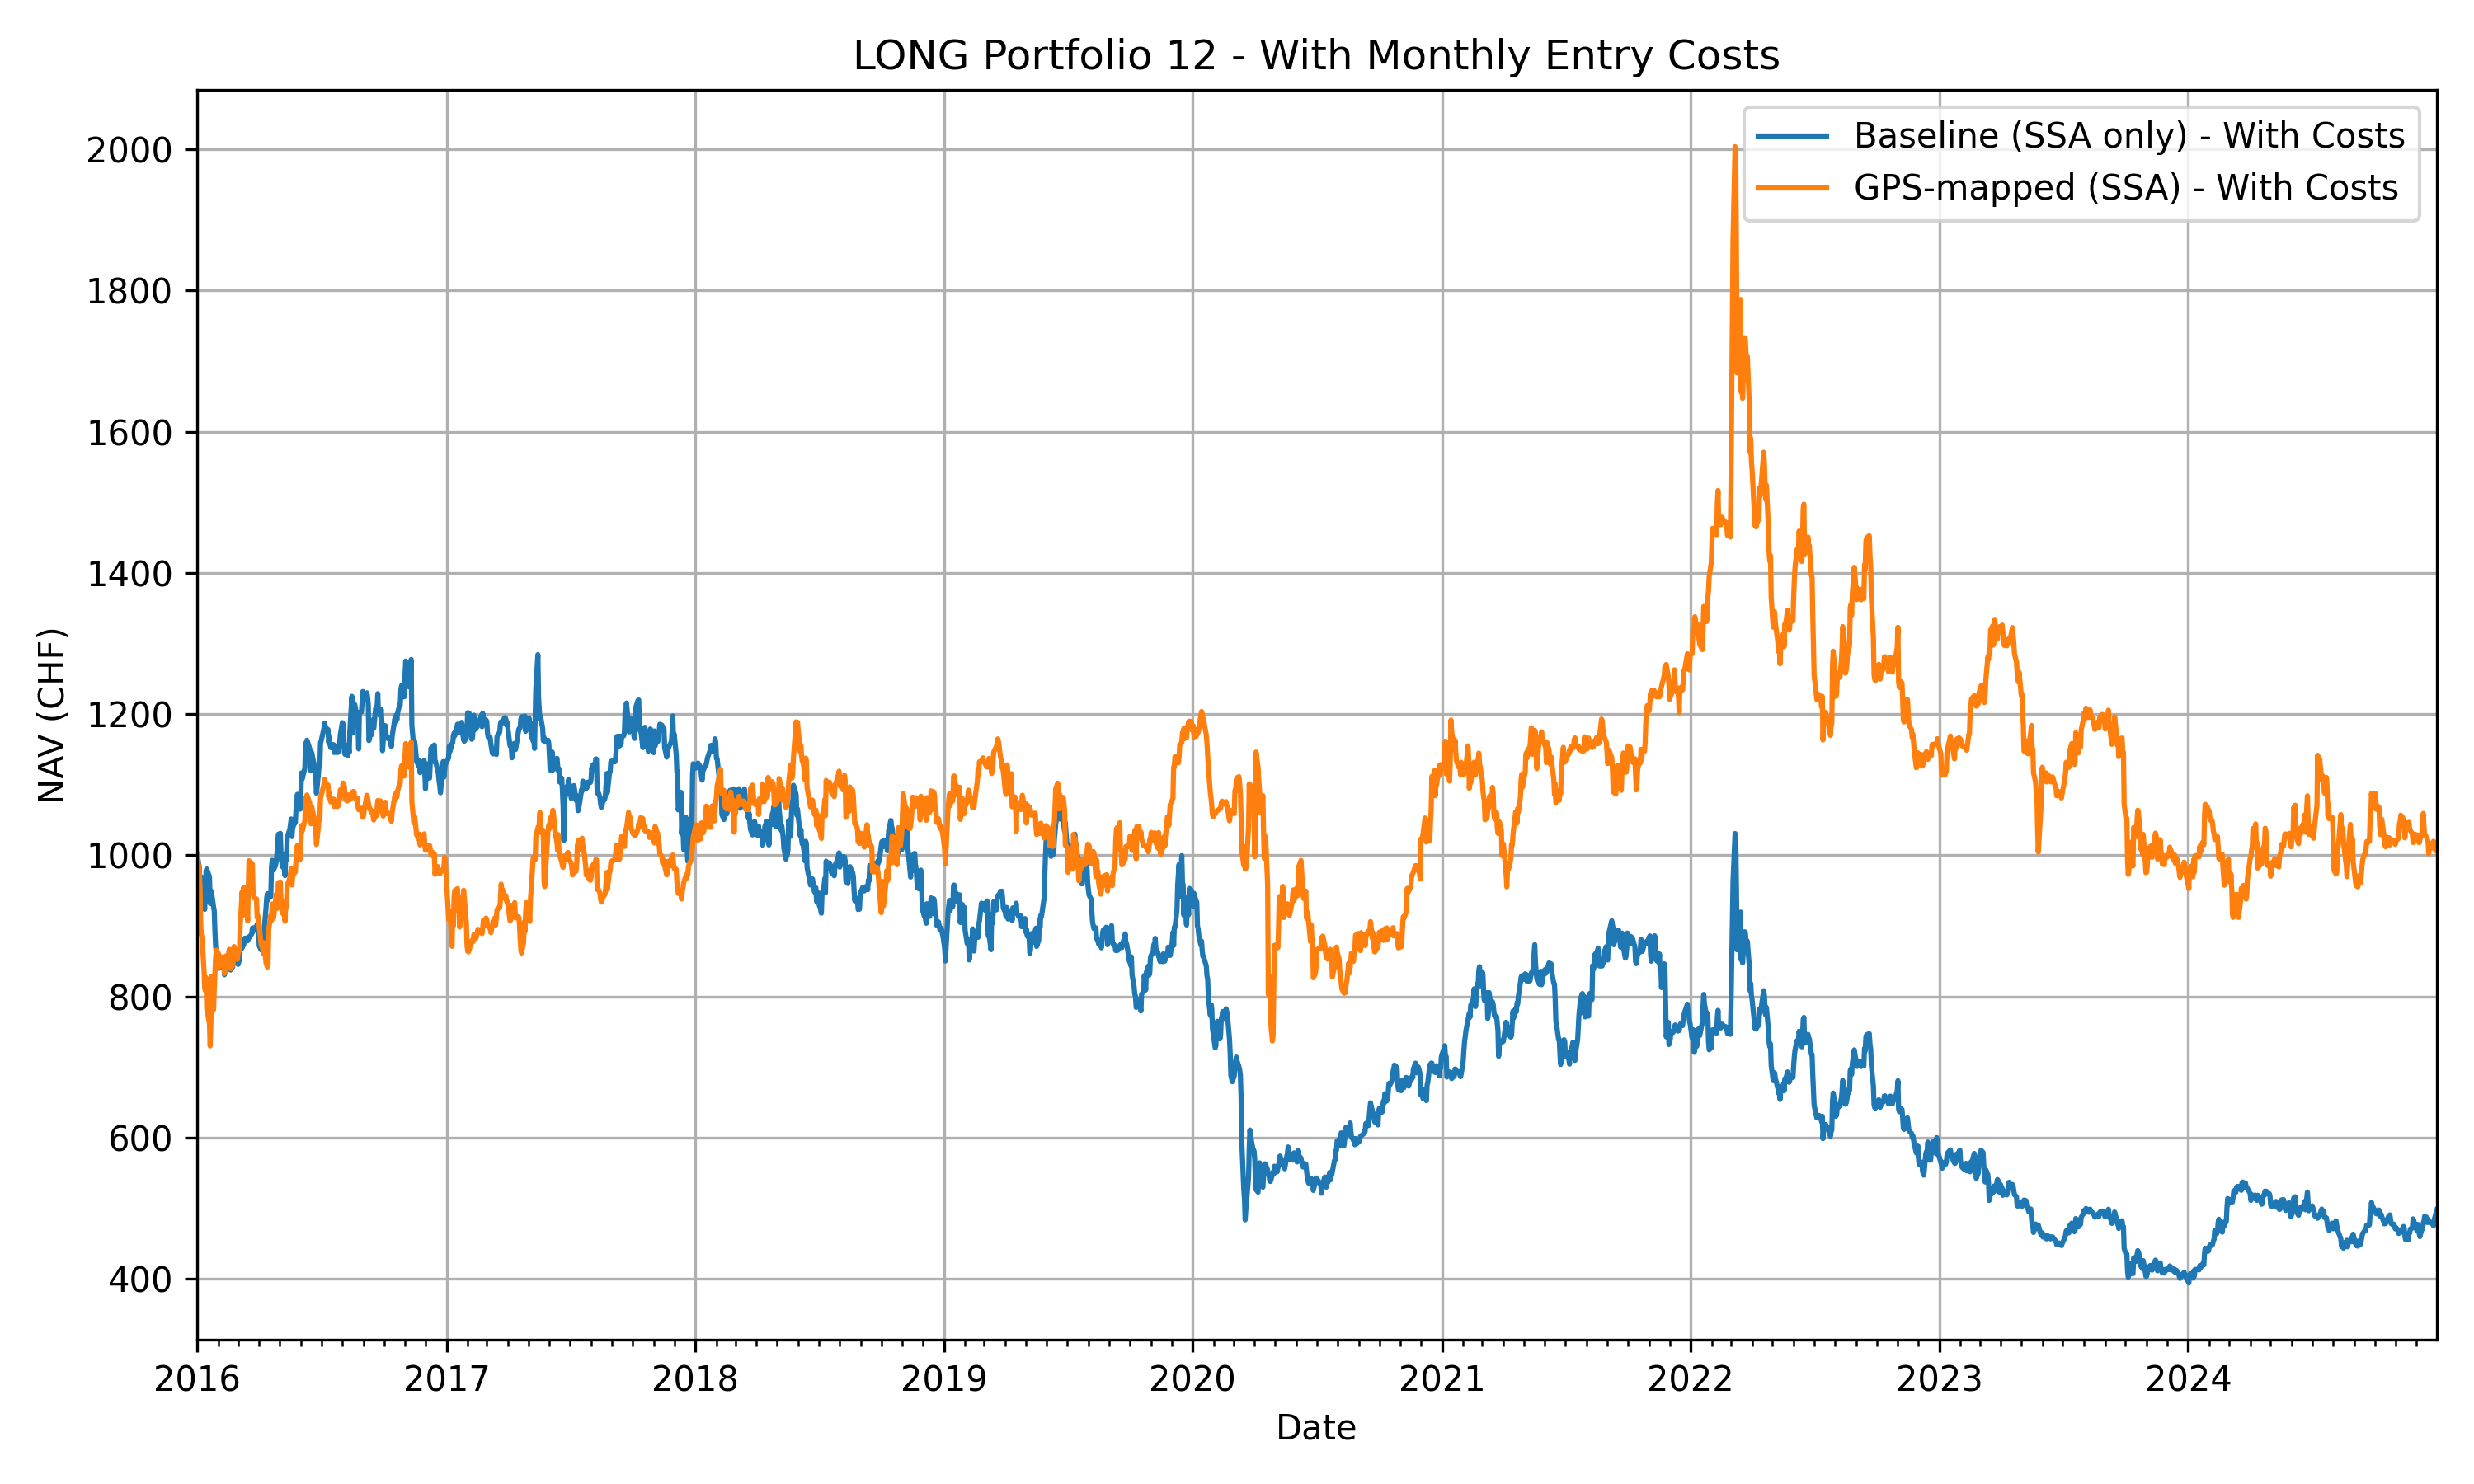 LONG Portfolio 12 - With Monthly Entry Costs
Baseline (SSA only) - With Costs
GPS-mapped (SSA) - With Costs
NAV (CHF)
2000
1800
1600
1400
1200
1000
800
600
400
2016 2017 2018 2019 2020 2021 2022 2023 2024
Date